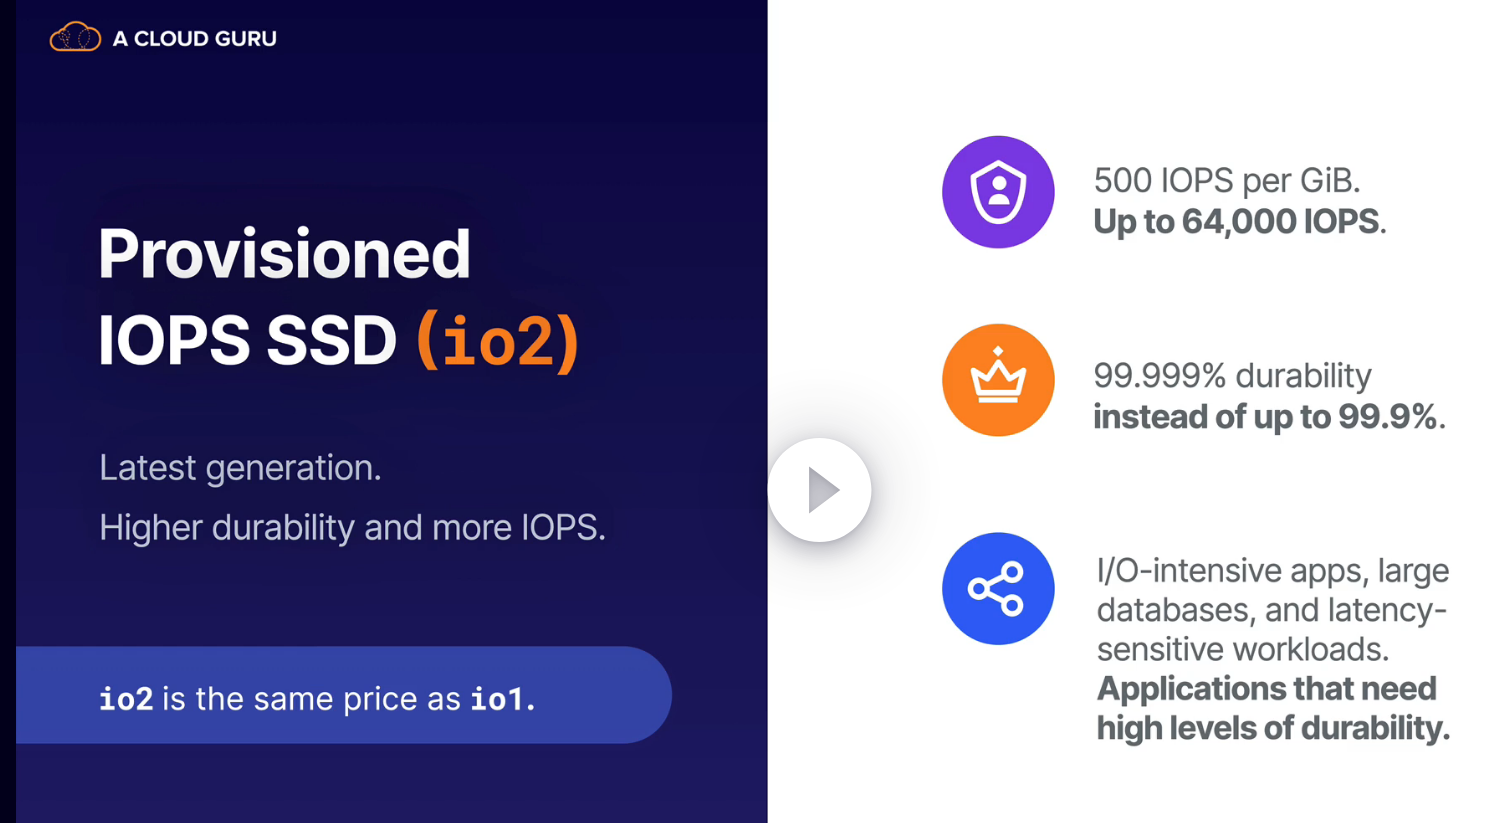 A CLOUD GURU
Provisioned
IOPS SSD (io2)
Latest generation.
Higher durability and more IOPS.
io2 is the same price as io1.
500 IOPS per GiB.
Up to 64,000 IOPS.
99.999% durability
instead of up to 99.9%.
I/O-intensive apps, large
databases, and latency-
sensitive workloads.
Applications that need
high levels of durability.